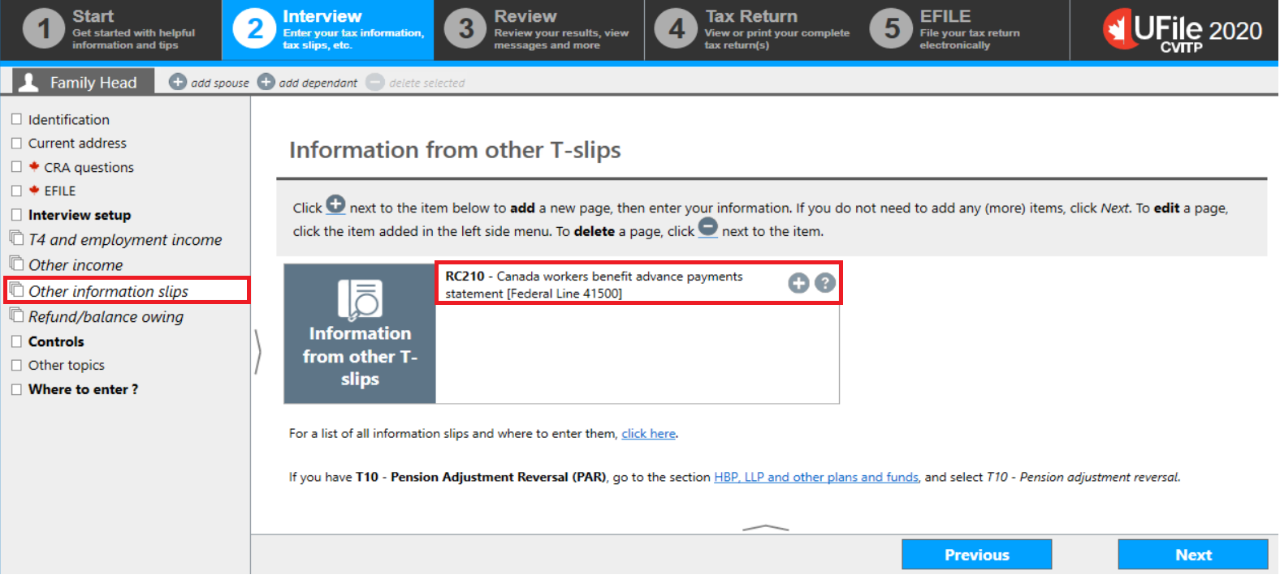 1 Start
Get started with helpful
information and tips
2 Interview
Enter your tax information,
tax slips, etc.
3 Review
Review your results, view
messages and more
4 Tax Return
View or print your complete
tax return(s)
5 EFILE
File your tax return
electronically
UFile 2020
CVITP
Family Head
add spouse
add dependant
delete selected
Identification
Current address
CRA questions
EFILE
Interview setup
T4 and employment income
Other income
Other information slips
Refund/balance owing
Controls
Other topics
Where to enter ?
Information from other T-slips
Click + next to the item below to add a new page, then enter your information. If you do not need to add any (more) items, click Next. To edit a page,
click the item added in the left side menu. To delete a page, click − next to the item.
Information
from other T-
slips
RC210 - Canada workers benefit advance payments
statement [Federal Line 41500]
+ ?
For a list of all information slips and where to enter them, click here.
If you have T10 - Pension Adjustment Reversal (PAR), go to the section HBP, LLP and other plans and funds, and select T10 - Pension adjustment reversal.
Previous
Next